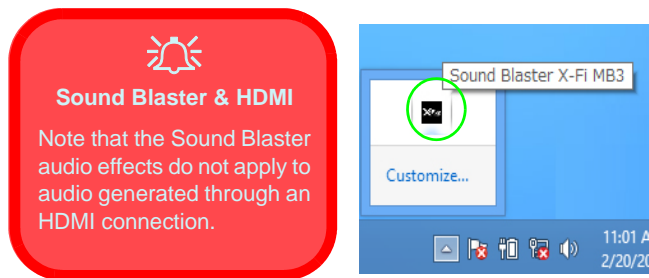 Sound Blaster & HDMI
Note that the Sound Blaster
audio effects do not apply to
audio generated through an
HDMI connection.
Sound Blaster X-Fi MB3
X-Fi
Customize...
11:01 A
2/20/20